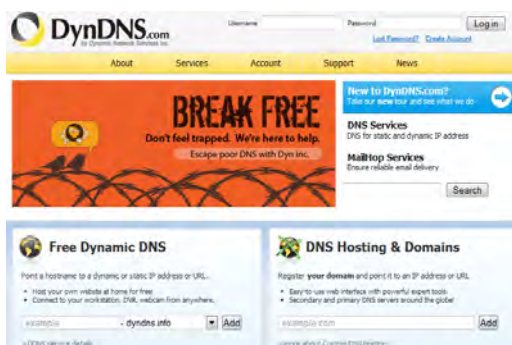 DynDNS.com
by Dynamic Network Services Inc.
Username
Password
Log in
Lost Password? Create Account
About Services Account Support News
BREAK FREE
Don't feel trapped. We're here to help.
Escape poor DNS with Dyn Inc.
New to DynDNS.com?
Take our new tour and see what we do
DNS Services
DNS for static and dynamic IP address
MailHop Services
Ensure reliable email delivery
Search
Free Dynamic DNS
Point a hostname to a dynamic or static IP address or URL.
• Host your own website at home for free
• Connect to your workstation, DVR, webcam from anywhere.
example - dyndns.info Add
DNS Hosting & Domains
Register your domain and point it to an IP address or URL.
• Easy-to-use web interface with powerful expert tools.
• Secondary and primary DNS servers around the globe
example.com Add